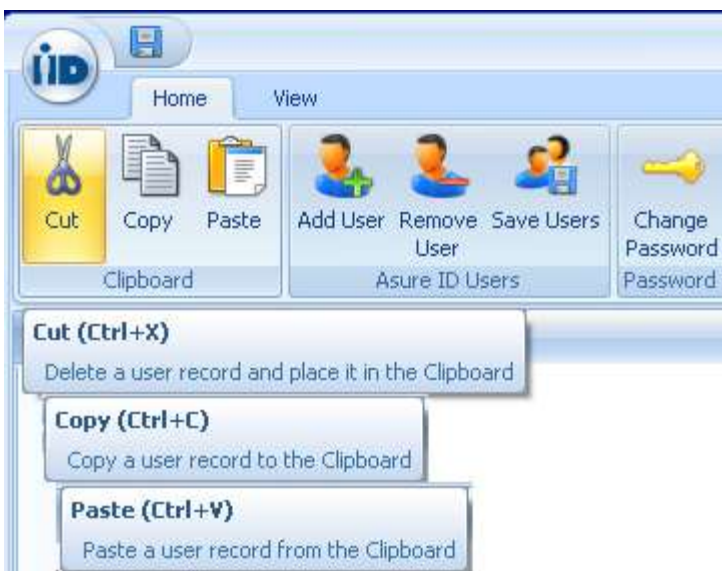 iID
Home View
Cut Copy Paste Add User Remove User Save Users Change Password
Clipboard Asure ID Users Password
Cut (Ctrl+X)
Delete a user record and place it in the Clipboard
Copy (Ctrl+C)
Copy a user record to the Clipboard
Paste (Ctrl+V)
Paste a user record from the Clipboard